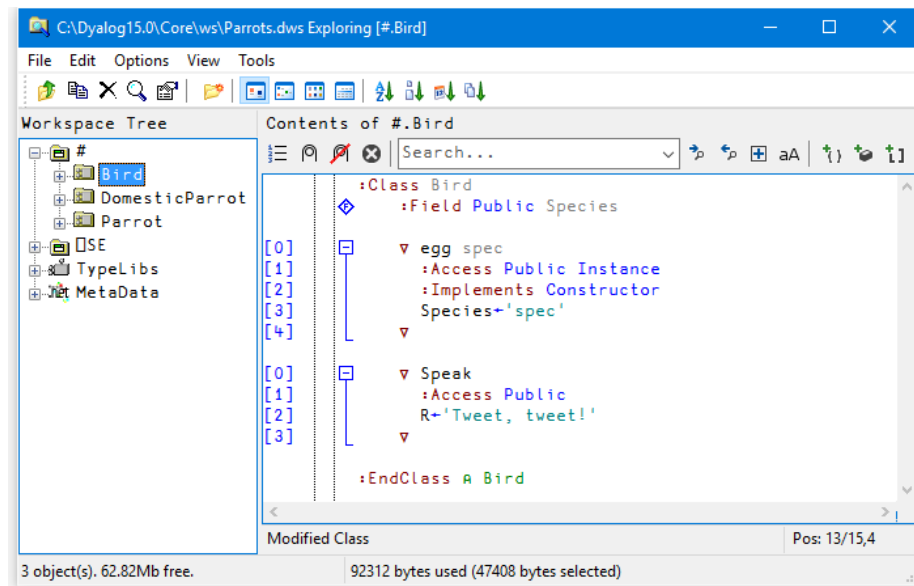 C:\Dyalog15.0\Core\ws\Parrots.dws Exploring [#.Bird]
File Edit Options View Tools
Workspace Tree
#
Bird
DomesticParrot
Parrot
⎕SE
TypeLibs
.net MetaData
Contents of #.Bird
Search...
aA
:Class Bird
:Field Public Species
[0] ∇ egg spec
[1] :Access Public Instance
[2] :Implements Constructor
[3] Species←'spec'
[4] ∇
[0] ∇ Speak
[1] :Access Public
[2] R←'Tweet, tweet!'
[3] ∇
:EndClass ⍝ Bird
Modified Class
Pos: 13/15,4
3 object(s). 62.82Mb free.
92312 bytes used (47408 bytes selected)